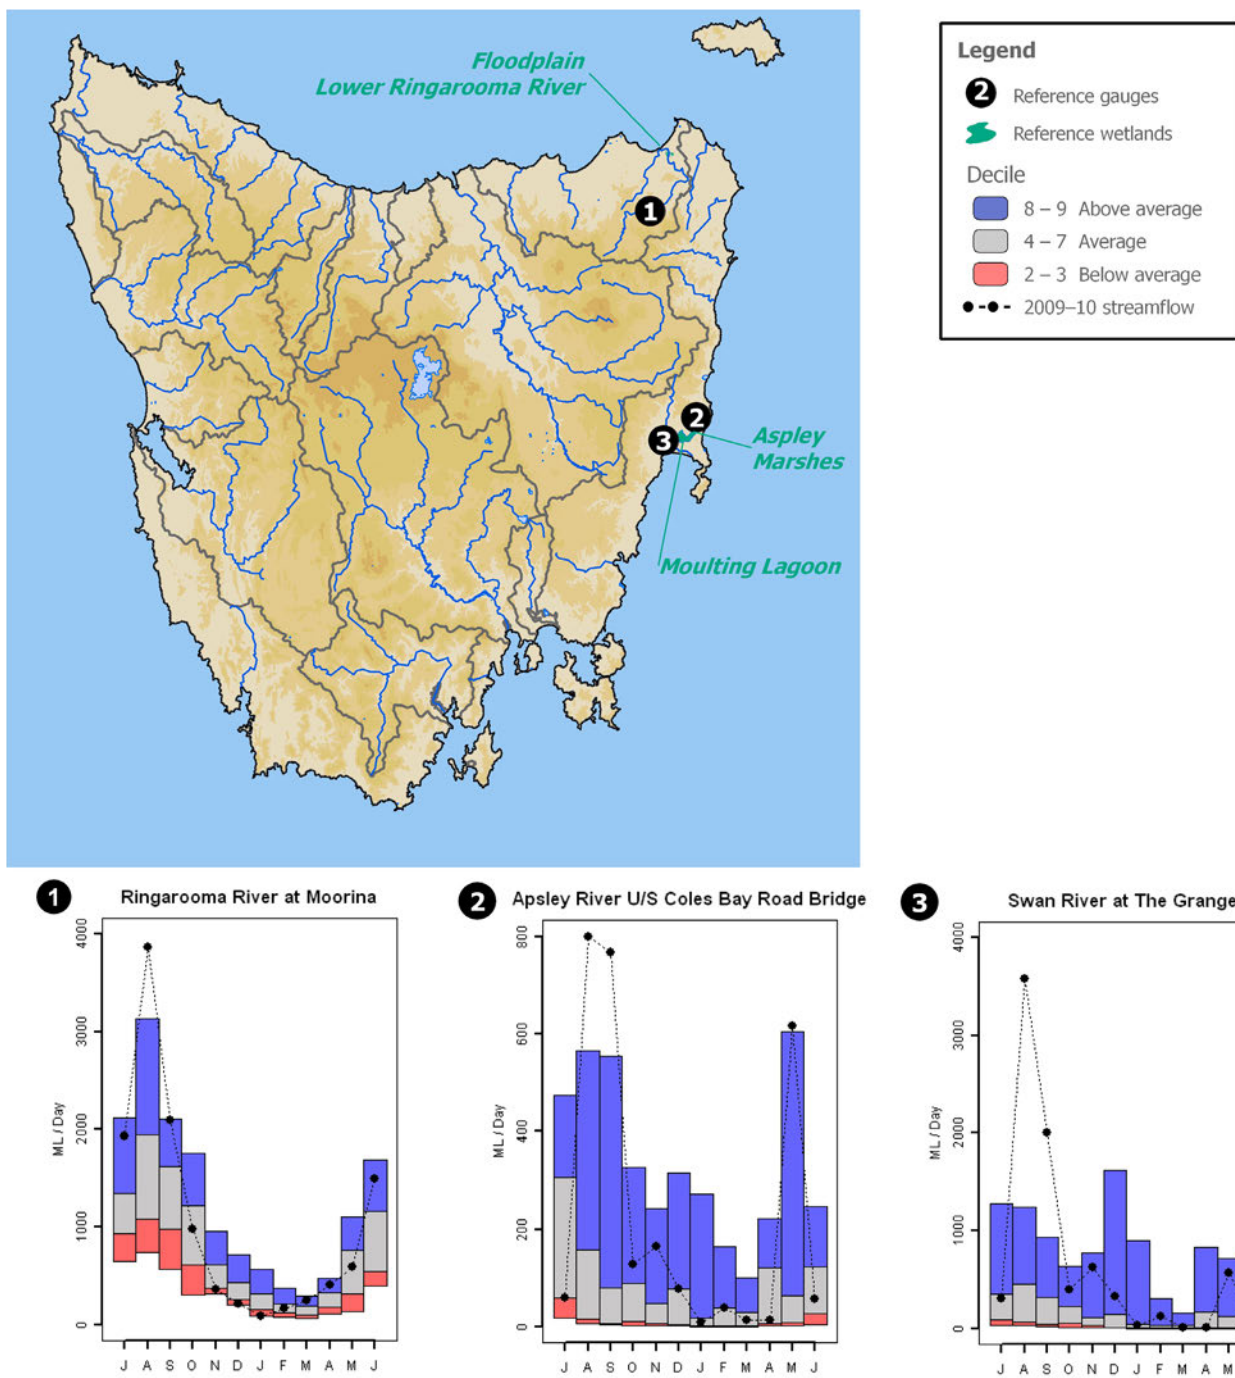 Floodplain
Lower Ringarooma River
1
2
3
Aspley
Marshes
Moulting Lagoon
Legend
2 Reference gauges
Reference wetlands
Decile
8 – 9 Above average
4 – 7 Average
2 – 3 Below average
2009–10 streamflow
1 Ringarooma River at Moorina
ML / Day
4000
3000
2000
1000
0
J A S O N D J F M A M J
2 Apsley River U/S Coles Bay Road Bridge
ML / Day
800
600
400
200
0
J A S O N D J F M A M J
3 Swan River at The Grange
ML / Day
4000
3000
2000
1000
0
J A S O N D J F M A M